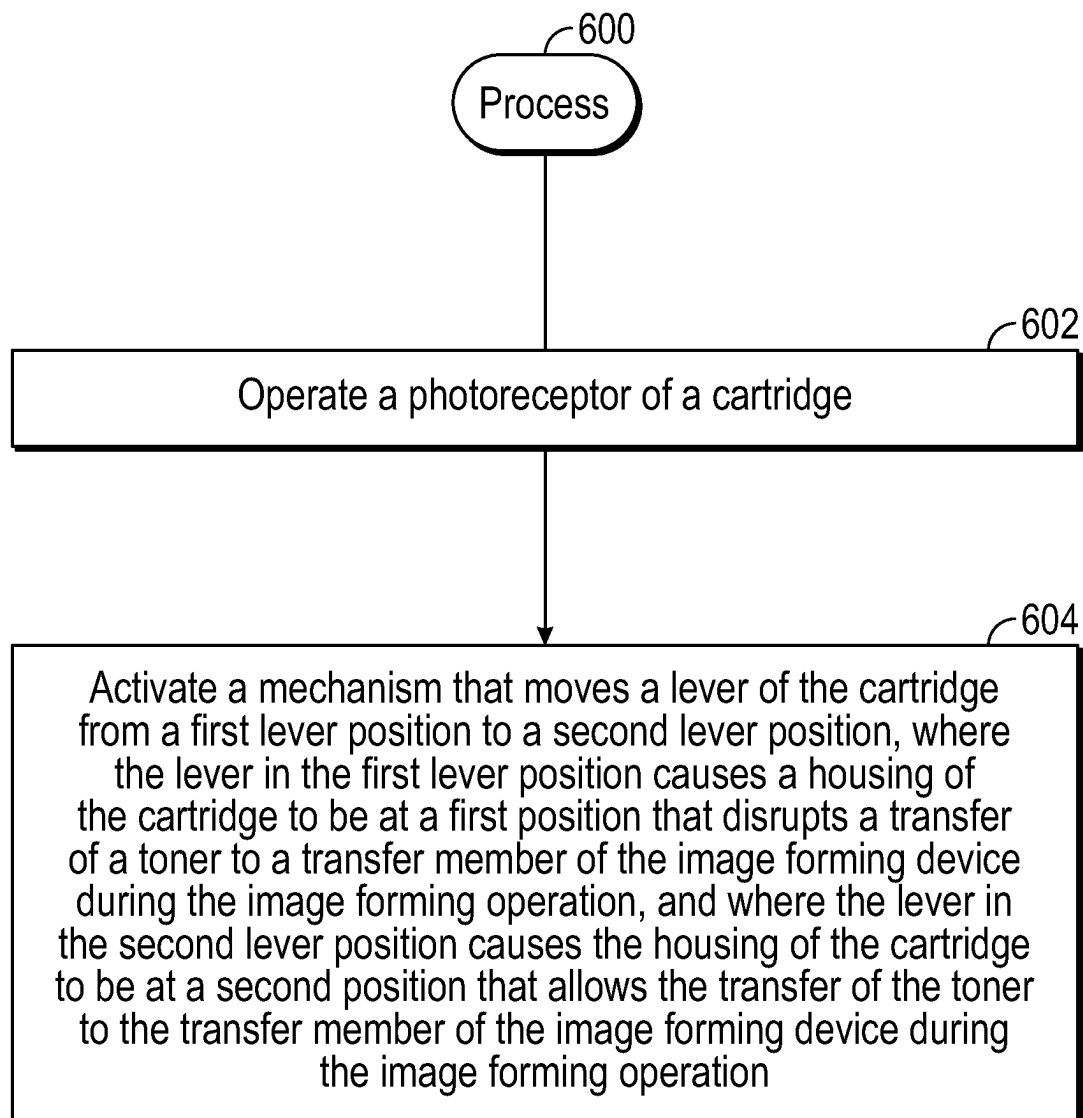 600
Process
602
Operate a photoreceptor of a cartridge
604
Activate a mechanism that moves a lever of the cartridge
from a first lever position to a second lever position, where
the lever in the first lever position causes a housing of
the cartridge to be at a first position that disrupts a transfer
of a toner to a transfer member of the image forming device
during the image forming operation, and where the lever in
the second lever position causes the housing of the cartridge
to be at a second position that allows the transfer of the toner
to the transfer member of the image forming device during
the image forming operation